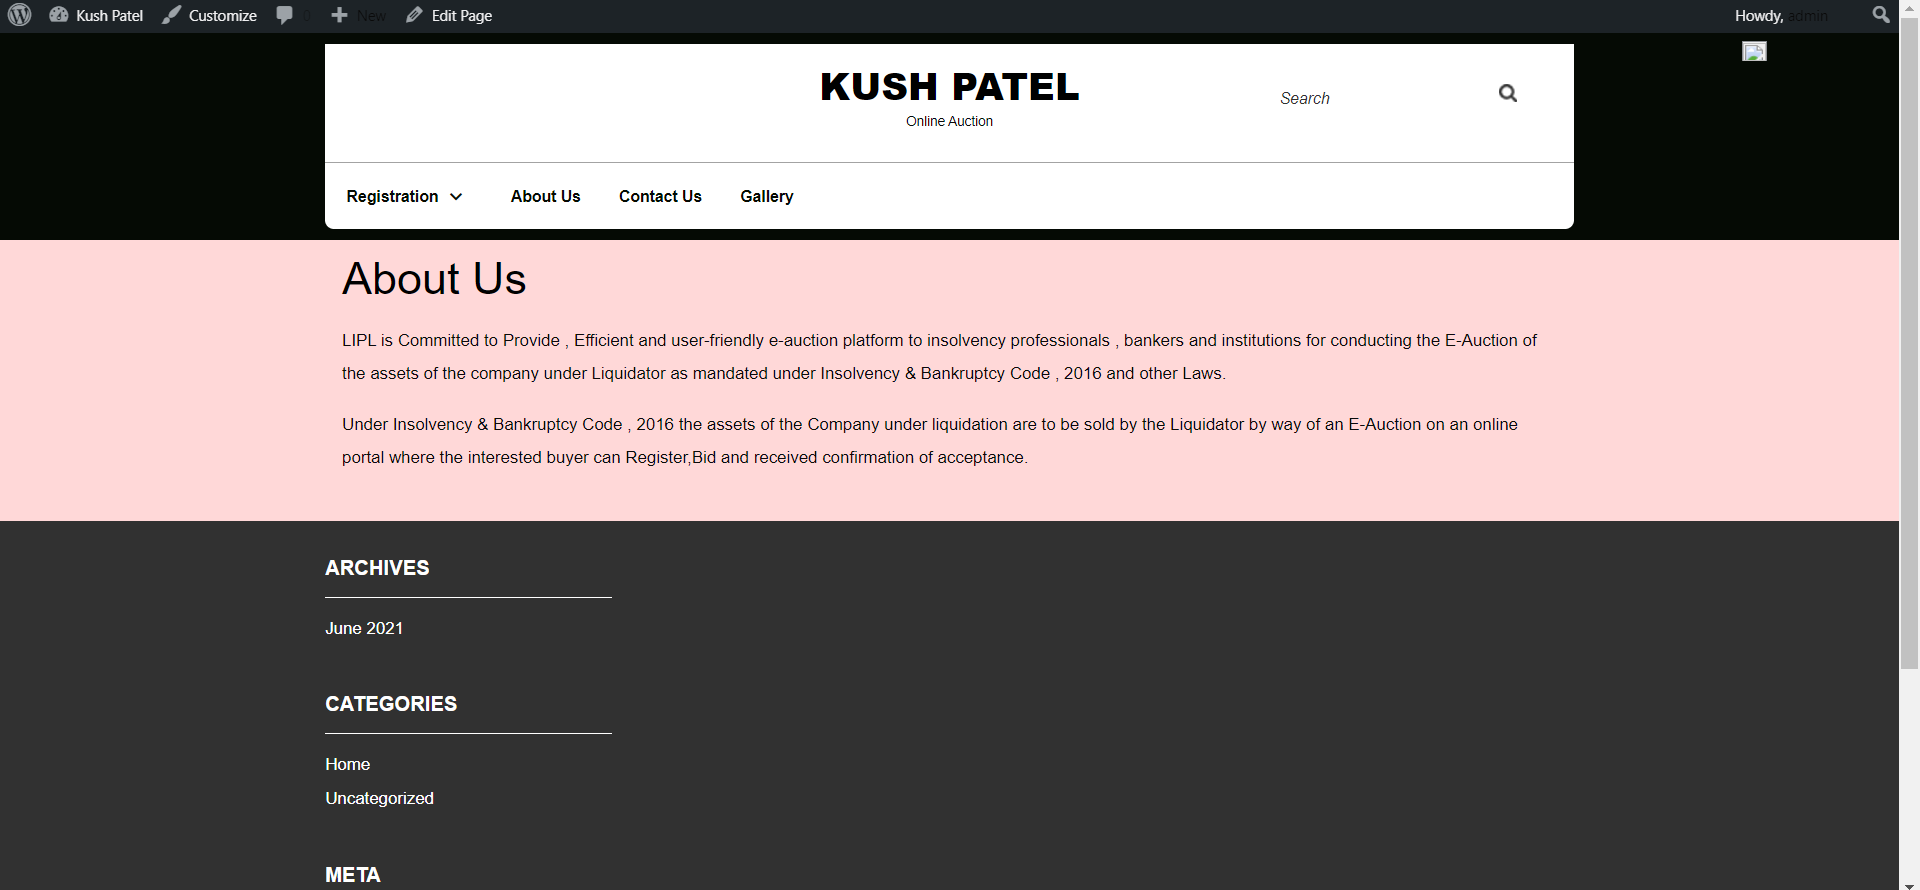 Kush Patel Customize 0 New Edit Page Howdy, admin
KUSH PATEL
Online Auction
Search
Registration About Us Contact Us Gallery
About Us
LIPL is Committed to Provide , Efficient and user-friendly e-auction platform to insolvency professionals , bankers and institutions for conducting the E-Auction of
the assets of the company under Liquidator as mandated under Insolvency & Bankruptcy Code , 2016 and other Laws.
Under Insolvency & Bankruptcy Code , 2016 the assets of the Company under liquidation are to be sold by the Liquidator by way of an E-Auction on an online
portal where the interested buyer can Register,Bid and received confirmation of acceptance.
ARCHIVES
June 2021
CATEGORIES
Home
Uncategorized
META